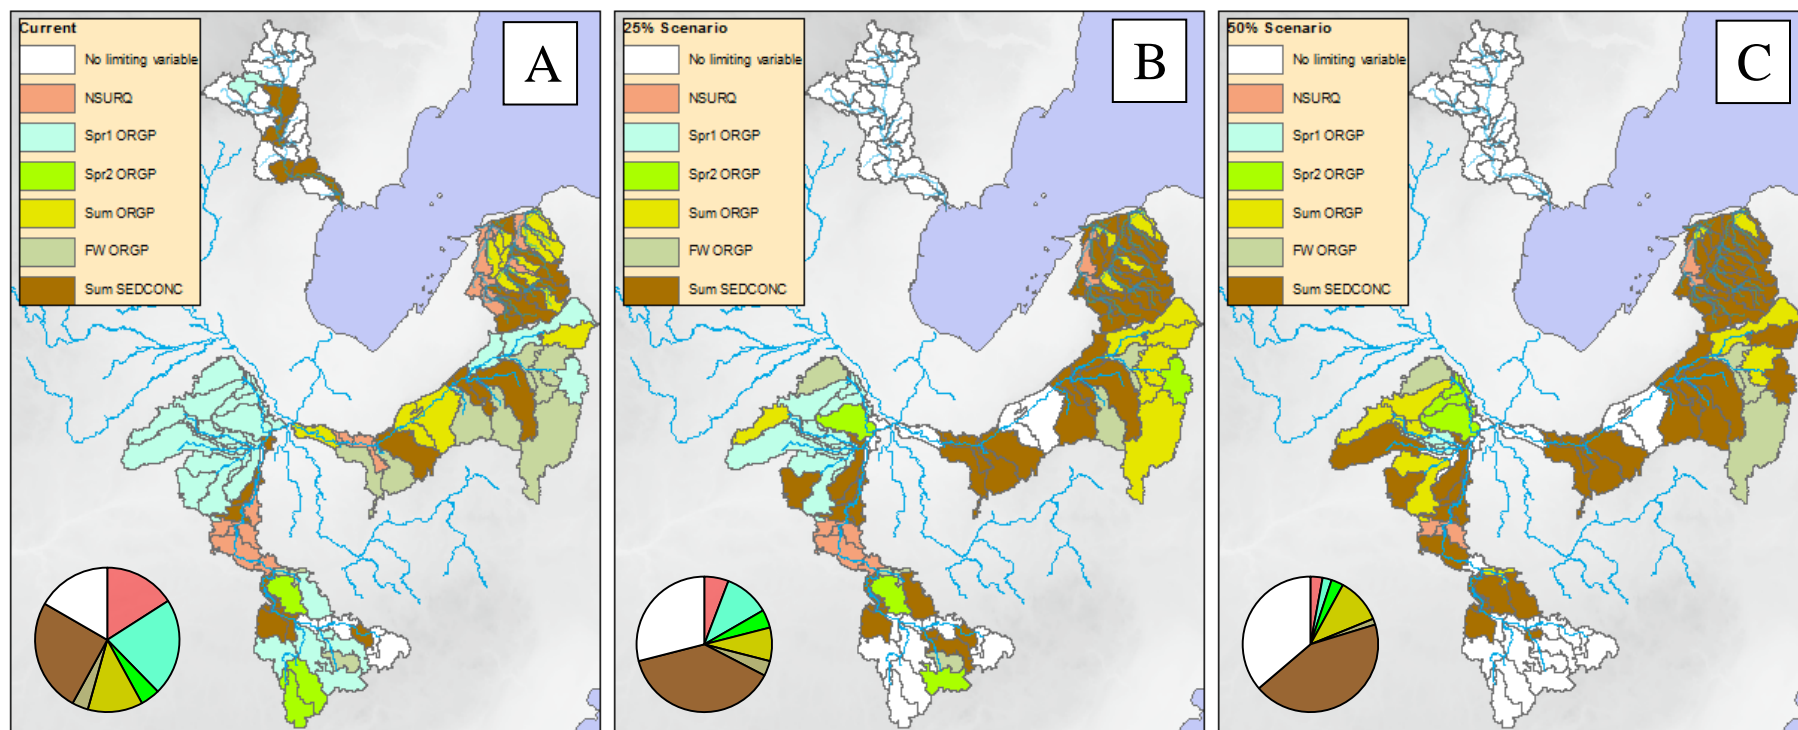 Current
No limiting variable
NSURQ
Spr1 ORGP
Spr2 ORGP
Sum ORGP
FW ORGP
Sum SEDCONC
A
25% Scenario
No limiting variable
NSURQ
Spr1 ORGP
Spr2 ORGP
Sum ORGP
FW ORGP
Sum SEDCONC
B
50% Scenario
No limiting variable
NSURQ
Spr1 ORGP
Spr2 ORGP
Sum ORGP
FW ORGP
Sum SEDCONC
C